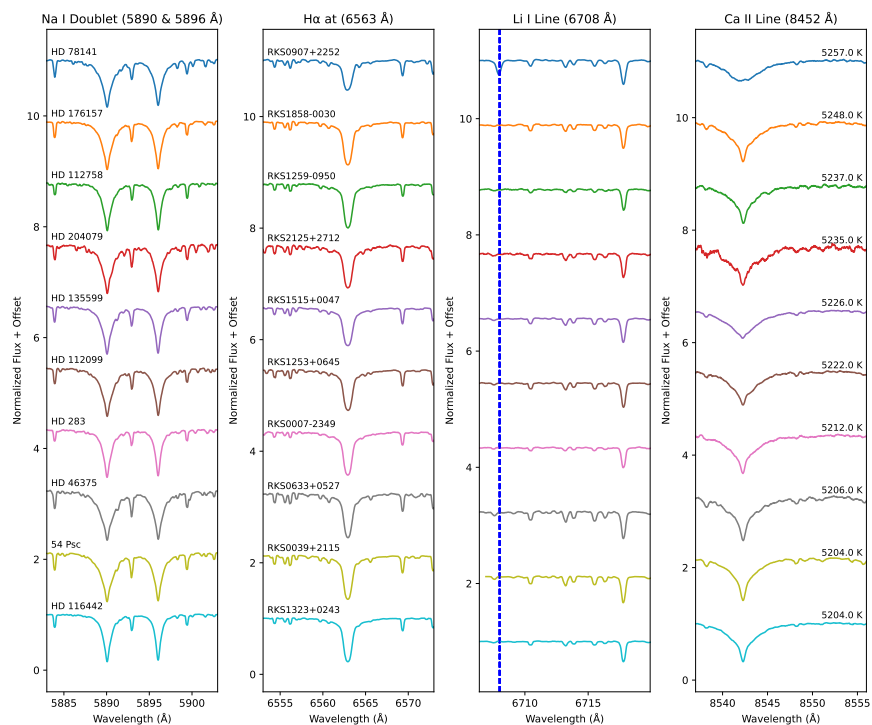 Na I Doublet (5890 & 5896 Å)
Normalized Flux + Offset
10
8
6
4
2
0
HD 78141
HD 176157
HD 112758
HD 204079
HD 135599
HD 112099
HD 283
HD 46375
54 Psc
HD 116442
5885 5890 5895 5900
Wavelength (Å)
Hα at (6563 Å)
Normalized Flux + Offset
10
8
6
4
2
0
RKS0907+2252
RKS1858-0030
RKS1259-0950
RKS2125+2712
RKS1515+0047
RKS1253+0645
RKS0007-2349
RKS0633+0527
RKS0039+2115
RKS1323+0243
6555 6560 6565 6570
Wavelength (Å)
Li I Line (6708 Å)
Normalized Flux + Offset
10
8
6
4
2
6710 6715
Wavelength (Å)
Ca II Line (8452 Å)
Normalized Flux + Offset
10
8
6
4
2
0
5257.0 K
5248.0 K
5237.0 K
5235.0 K
5226.0 K
5222.0 K
5212.0 K
5206.0 K
5204.0 K
5204.0 K
8540 8545 8550 8555
Wavelength (Å)